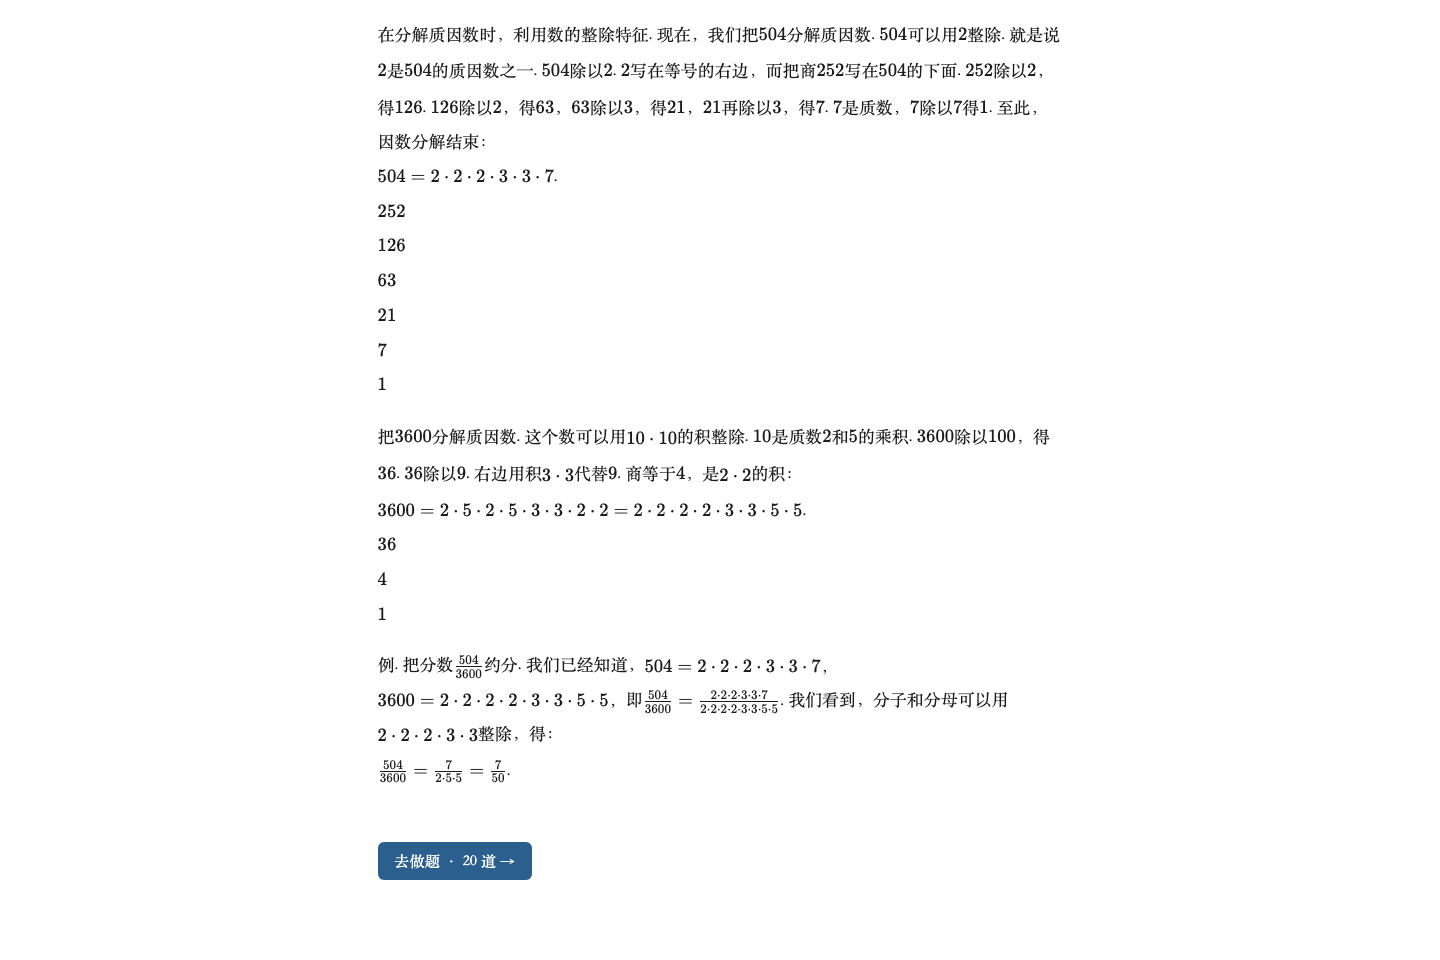 在分解质因数时，利用数的整除特征. 现在，我们把504分解质因数. 504可以用2整除. 就是说
2是504的质因数之一. 504除以2. 2写在等号的右边，而把商252写在504的下面. 252除以2，
得126. 126除以2，得63，63除以3，得21，21再除以3，得7. 7是质数，7除以7得1. 至此，
因数分解结束：
504 = 2 · 2 · 2 · 3 · 3 · 7.
252
126
63
21
7
1
把3600分解质因数. 这个数可以用10 · 10的积整除. 10是质数2和5的乘积. 3600除以100，得
36. 36除以9. 右边用积3 · 3代替9. 商等于4，是2 · 2的积：
3600 = 2 · 5 · 2 · 5 · 3 · 3 · 2 · 2 = 2 · 2 · 2 · 2 · 3 · 3 · 5 · 5.
36
4
1
例. 把分数504/3600约分. 我们已经知道，504 = 2 · 2 · 2 · 3 · 3 · 7，
3600 = 2 · 2 · 2 · 2 · 3 · 3 · 5 · 5，即504/3600 = 2·2·2·3·3·7/2·2·2·2·3·3·5·5. 我们看到，分子和分母可以用
2 · 2 · 2 · 3 · 3整除，得：
504/3600 = 7/2·5·5 = 7/50.
去做题 · 20 道 →